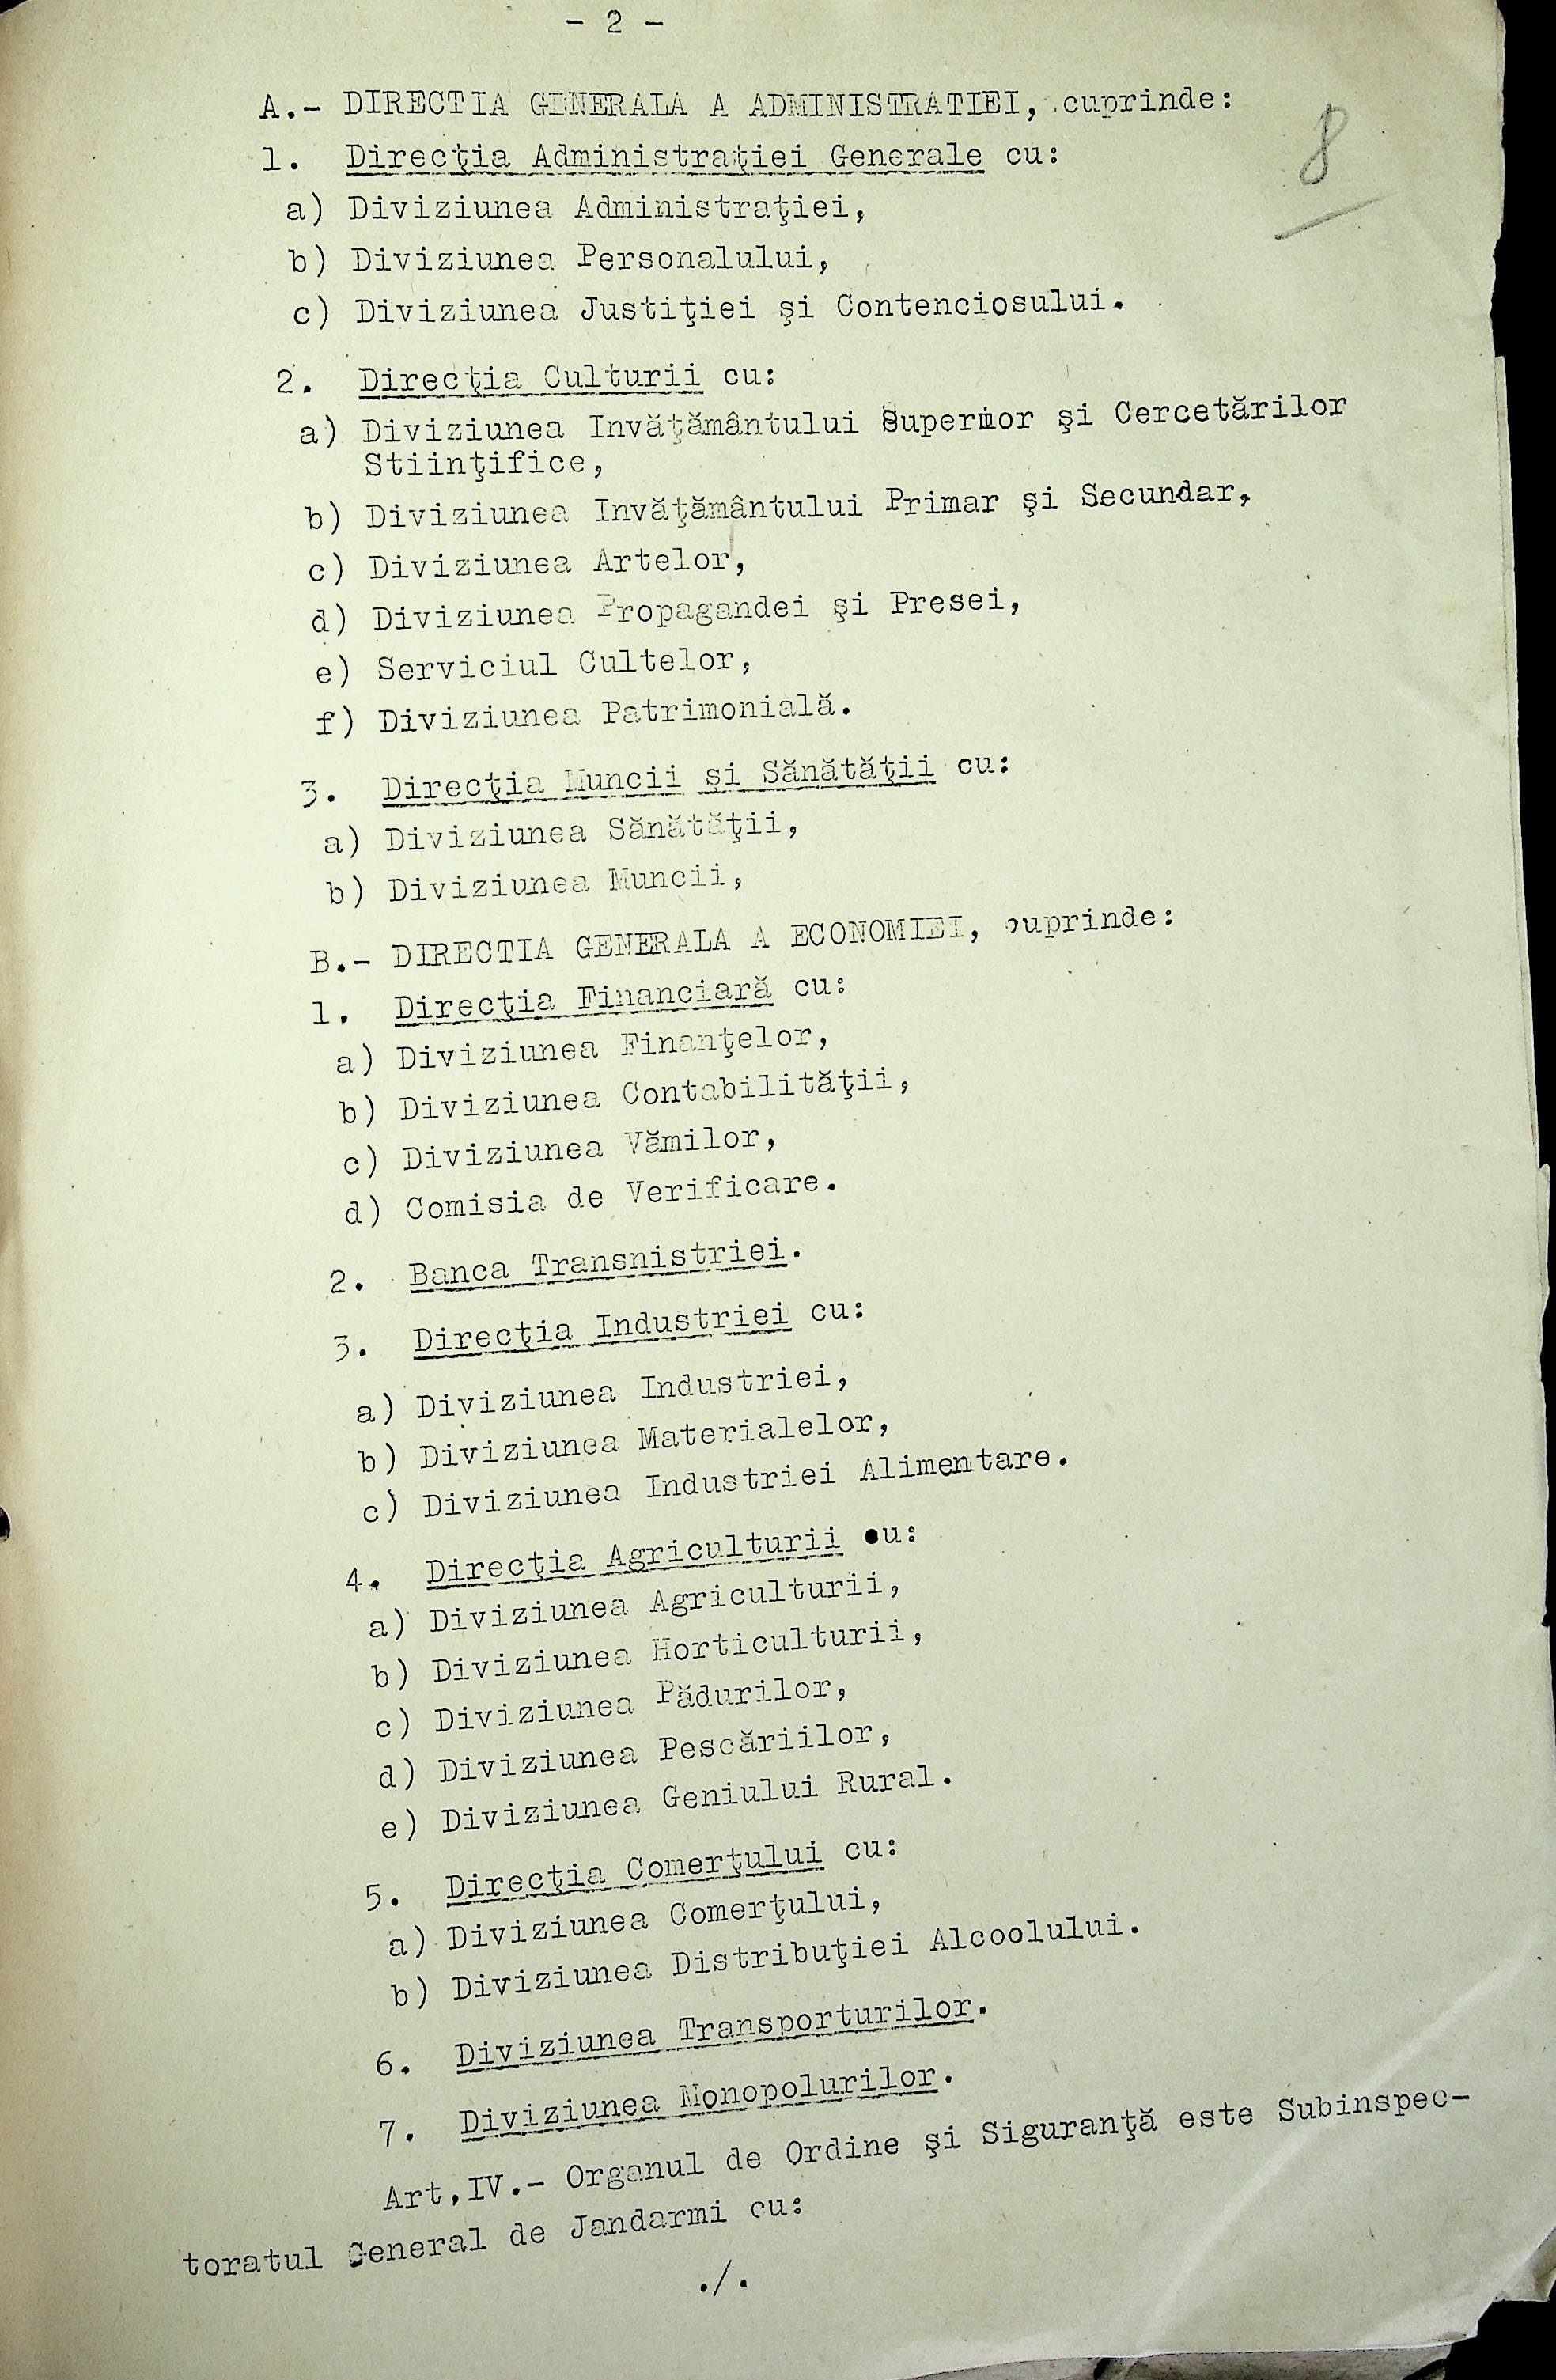 - 2 -
8
A.- DIRECTIA GENERALA A ADMINISTRATIEI, cuprinde:
1. Direcţia Administraţiei Generale cu:
a) Diviziunea Administraţiei,
b) Diviziunea Personalului,
c) Diviziunea Justiţiei şi Contenciosului.
2. Direcţia Culturii cu:
a) Diviziunea Invăţământului Superior şi Cercetărilor
Stiinţifice,
b) Diviziunea Invăţământului Primar şi Secundar,
c) Diviziunea Artelor,
d) Diviziunea Propagandei şi Presei,
e) Serviciul Cultelor,
f) Diviziunea Patrimonială.
3. Direcţia Muncii şi Sănătăţii cu:
a) Diviziunea Sănătăţii,
b) Diviziunea Muncii,
B.- DIRECTIA GENERALA A ECONOMIEI, cuprinde:
1. Direcţia Financiară cu:
a) Diviziunea Finanţelor,
b) Diviziunea Contabilităţii,
c) Diviziunea Vămilor,
d) Comisia de Verificare.
2. Banca Transnistriei.
3. Direcţia Industriei cu:
a) Diviziunea Industriei,
b) Diviziunea Materialelor,
c) Diviziunea Industriei Alimentare.
4. Direcţia Agriculturii cu:
a) Diviziunea Agriculturii,
b) Diviziunea Horticulturii,
c) Diviziunea Pădurilor,
d) Diviziunea Pescăriilor,
e) Diviziunea Geniului Rural.
5. Direcţia Comerţului cu:
a) Diviziunea Comerţului,
b) Diviziunea Distribuţiei Alcoolului.
6. Diviziunea Transporturilor.
7. Diviziunea Monopolurilor.
Art.IV.- Organul de Ordine şi Siguranţă este Subinspec-
toratul General de Jandarmi cu:
./.